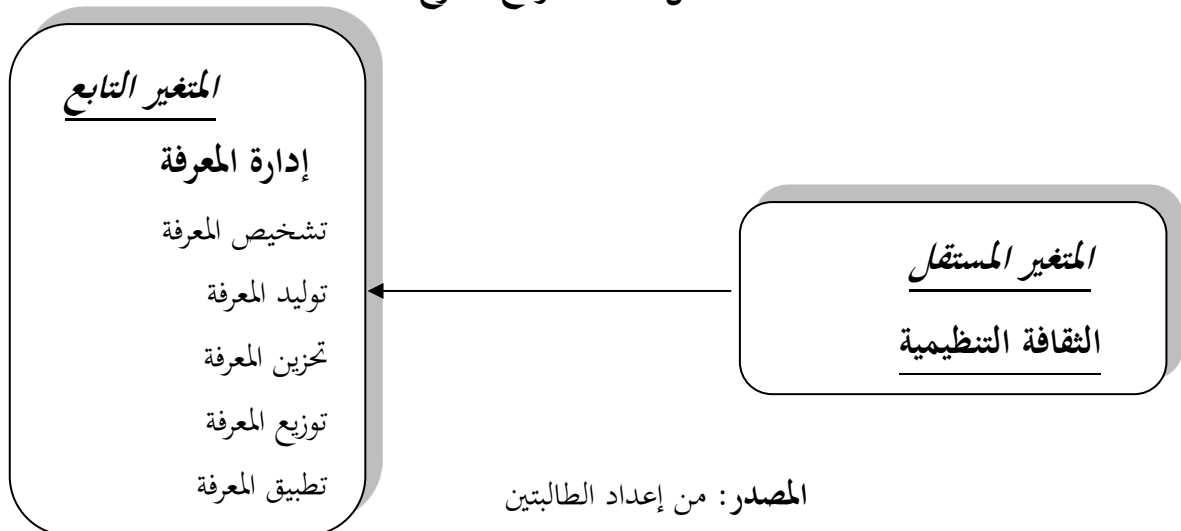 المتغير المستقل
الثقافة التنظيمية
المتغير التابع
إدارة المعرفة
تشخيص المعرفة
توليد المعرفة
تخزين المعرفة
توزيع المعرفة
تطبيق المعرفة
المصدر: من إعداد الطالبتين